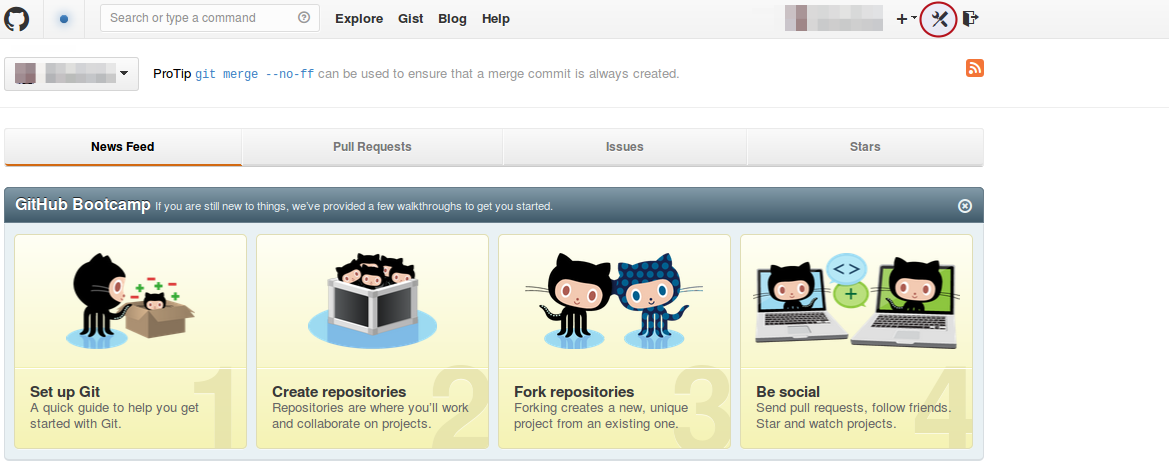 Search or type a command
Explore Gist Blog Help
ProTip git merge --no-ff can be used to ensure that a merge commit is always created.
News Feed Pull Requests Issues Stars
GitHub Bootcamp If you are still new to things, we've provided a few walkthroughs to get you started.
1
Set up Git
A quick guide to help you get
started with Git.
2
Create repositories
Repositories are where you'll work
and collaborate on projects.
3
Fork repositories
Forking creates a new, unique
project from an existing one.
<> +
4
Be social
Send pull requests, follow friends.
Star and watch projects.